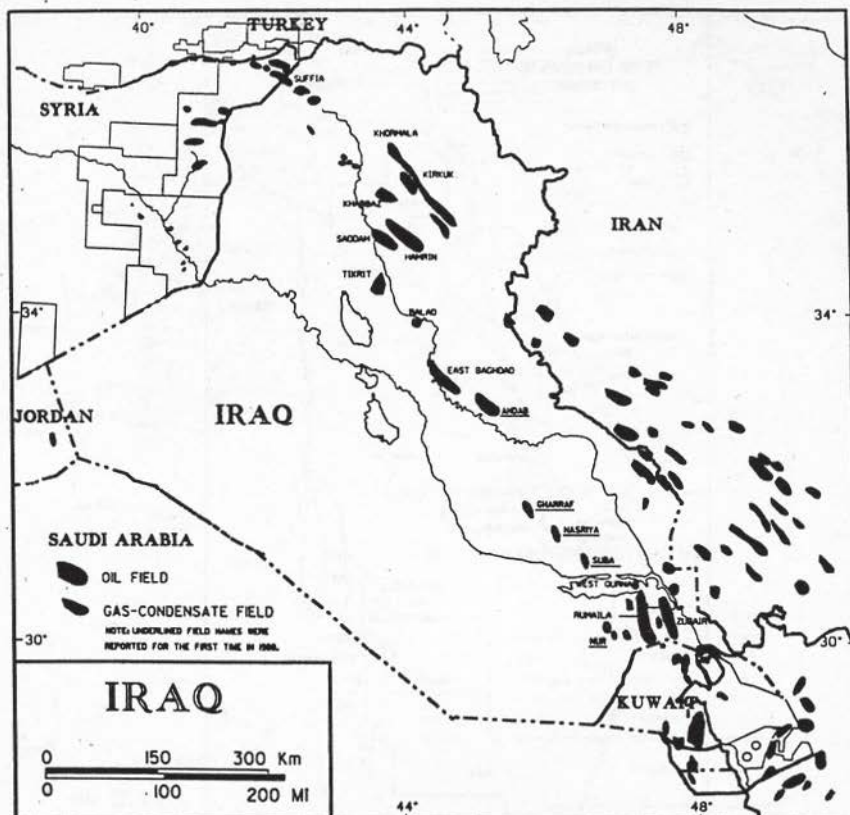 40
44
48
TURKEY
SUFFIA
SYRIA
KHORMALA
KIRKUK
KHABBAZ
IRAN
SADDAM
HAMRIN
TIKRIT
34
34
BALAD
EAST BAGHDAD
AHDAB
JORDAN
IRAQ
GHARRAF
NASRIYA
SUBA
WEST QURNA
RUMAILA
ZUBAIR
NUR
30
30°
SAUDI ARABIA
OIL FIELD
GAS-CONDENSATE FIELD
NOTE: UNDERLINED FIELD NAMES WERE
REPORTED FOR THE FIRST TIME IN 1988.
KUWAIT
IRAQ
0 150 300 Km
0 100 200 MI
44
48